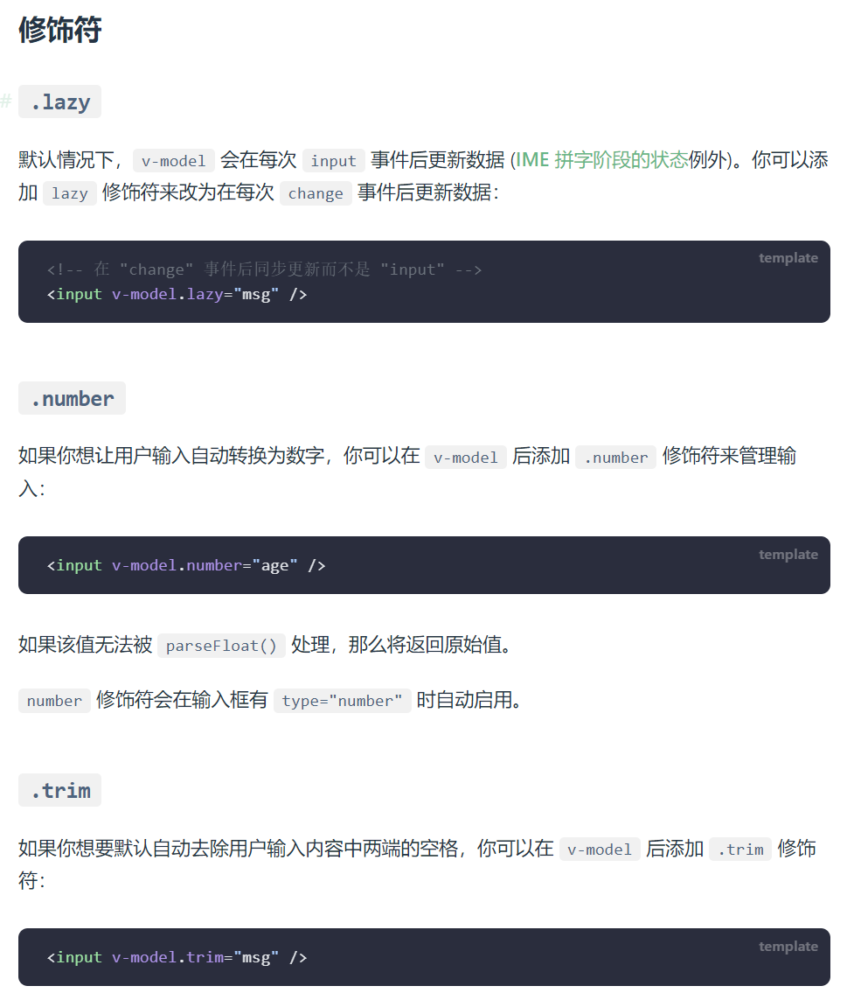 修饰符
# .lazy
默认情况下，v-model 会在每次 input 事件后更新数据 (IME 拼字阶段的状态例外)。你可以添
加 lazy 修饰符来改为在每次 change 事件后更新数据：
template
<!-- 在 "change" 事件后同步更新而不是 "input" -->
<input v-model.lazy="msg" />
.number
如果你想让用户输入自动转换为数字，你可以在 v-model 后添加 .number 修饰符来管理输
入：
template
<input v-model.number="age" />
如果该值无法被 parseFloat() 处理，那么将返回原始值。
number 修饰符会在输入框有 type="number" 时自动启用。
.trim
如果你想要默认自动去除用户输入内容中两端的空格，你可以在 v-model 后添加 .trim 修饰
符：
template
<input v-model.trim="msg" />